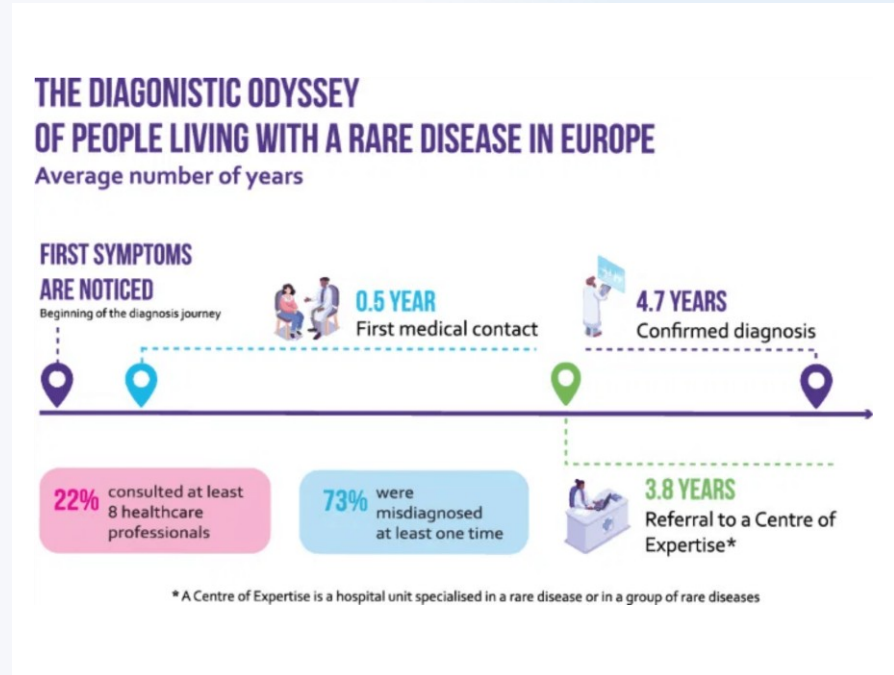 THE DIAGONISTIC ODYSSEY
OF PEOPLE LIVING WITH A RARE DISEASE IN EUROPE
Average number of years
FIRST SYMPTOMS
ARE NOTICED
Beginning of the diagnosis journey
0.5 YEAR
First medical contact
4.7 YEARS
Confirmed diagnosis
22% consulted at least
8 healthcare
professionals
73% were
misdiagnosed
at least one time
3.8 YEARS
Referral to a Centre of
Expertise*
* A Centre of Expertise is a hospital unit specialised in a rare disease or in a group of rare diseases